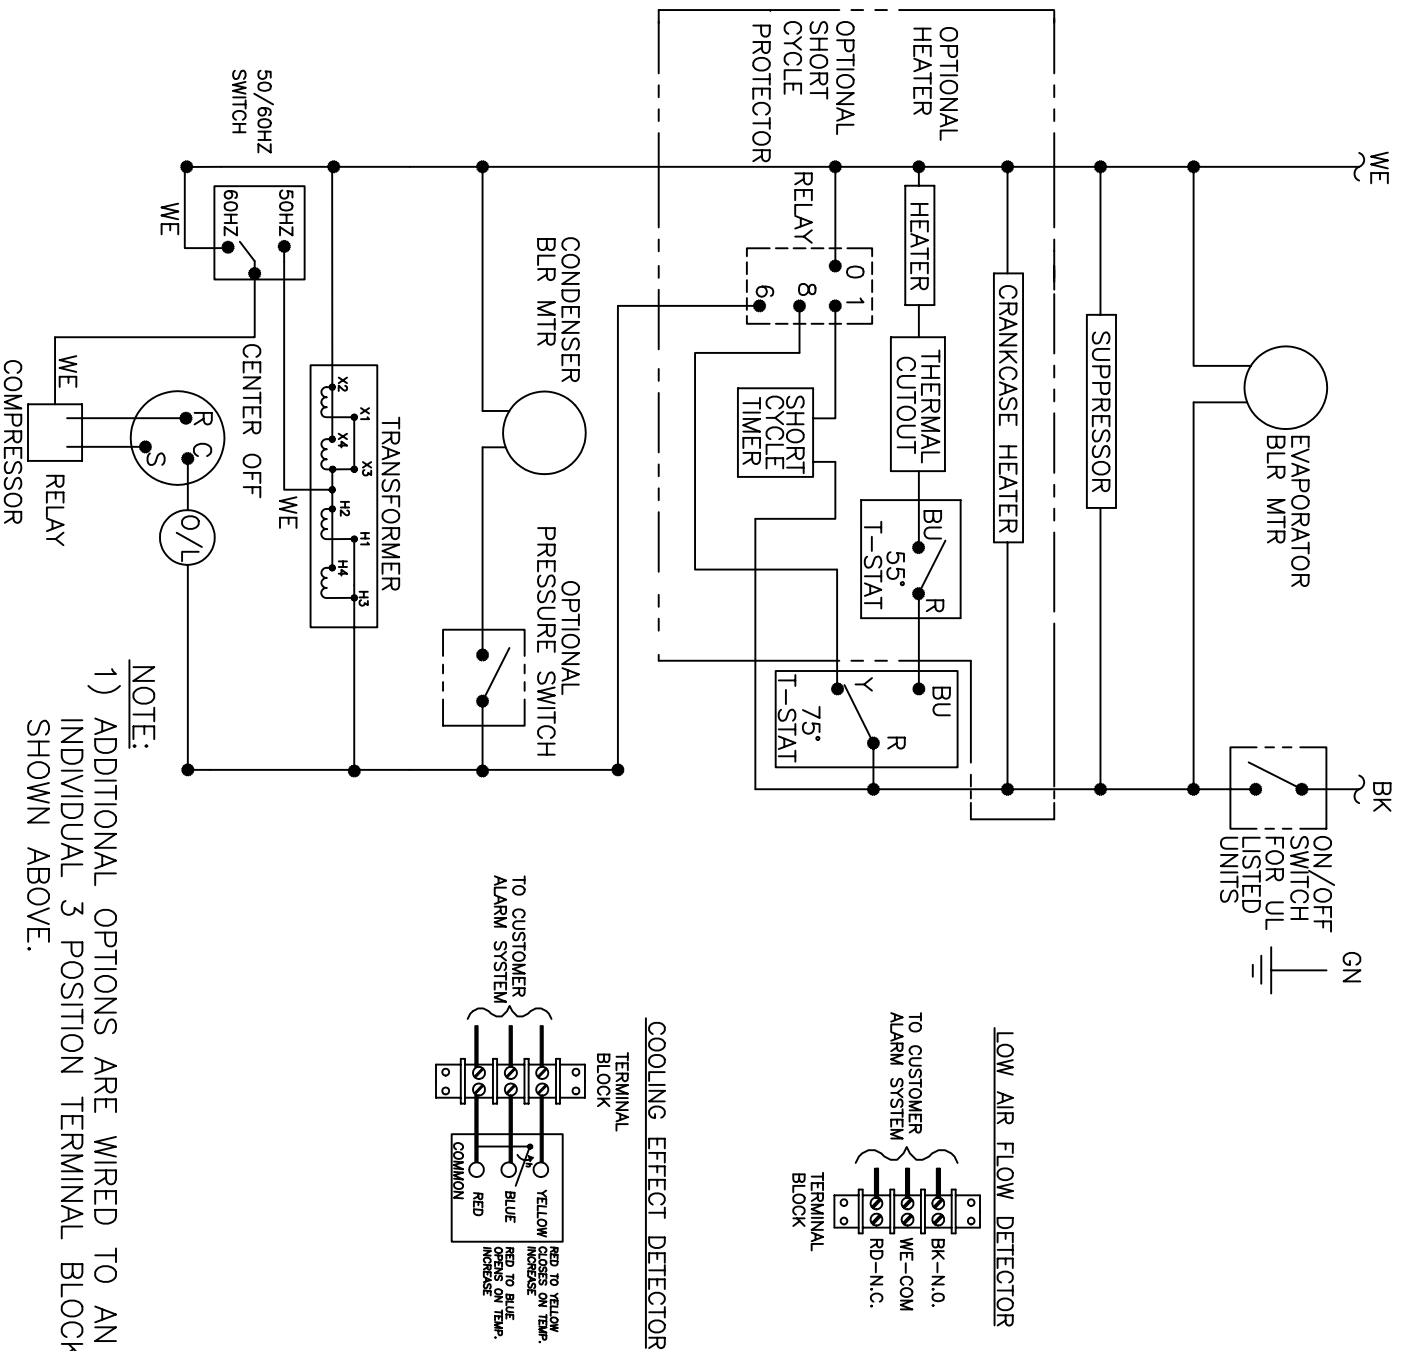 WE
BK
ON/OFF
SWITCH
FOR UL
LISTED
UNITS
GN
EVAPORATOR
BLR MTR
SUPPRESSOR
CRANKCASE HEATER
OPTIONAL
HEATER
HEATER
THERMAL
CUTOUT
BU
R
55°
T-STAT
BU
Y
R
75°
T-STAT
OPTIONAL
SHORT
CYCLE
PROTECTOR
RELAY
0
1
8
6
SHORT
CYCLE
TIMER
CONDENSER
BLR MTR
OPTIONAL
PRESSURE SWITCH
TRANSFORMER
X2
X1
X4
X3
H2
H1
H4
H3
50/60HZ
SWITCH
50HZ
60HZ
WE
WE
CENTER OFF
WE
R
C
S
O/L
RELAY
COMPRESSOR
LOW AIR FLOW DETECTOR
TO CUSTOMER
ALARM SYSTEM
BK-N.O.
WE-COM
RD-N.C.
TERMINAL
BLOCK
COOLING EFFECT DETECTOR
TERMINAL
BLOCK
TO CUSTOMER
ALARM SYSTEM
YELLOW
BLUE
RED
COMMON
RED TO YELLOW
CLOSES ON TEMP.
INCREASE
RED TO BLUE
OPENS ON TEMP.
INCREASE
NOTE:
1) ADDITIONAL OPTIONS ARE WIRED TO AN
INDIVIDUAL 3 POSITION TERMINAL BLOCK
SHOWN ABOVE.